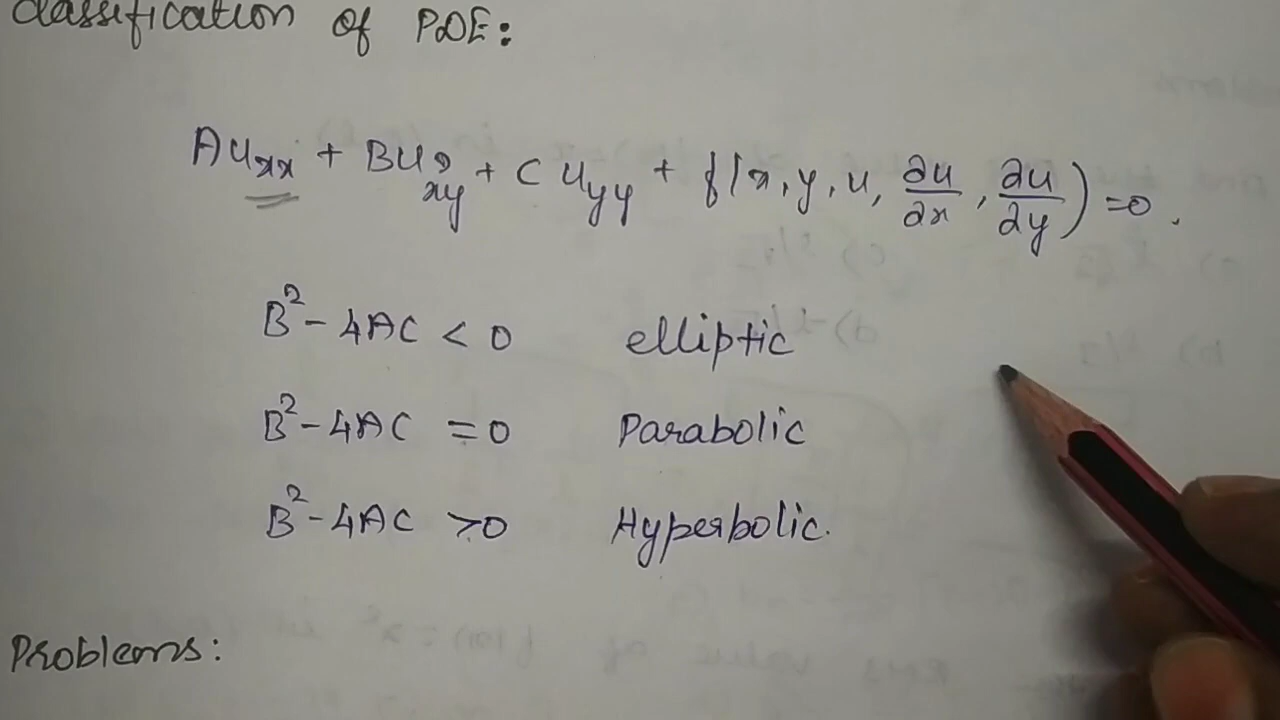 Classification of PDE:
Au_xx + Bu_xy + C u_yy + f(x, y, u, ∂u/∂x, ∂u/∂y) = 0.
B² - 4AC < 0 elliptic
B² - 4AC = 0 Parabolic
B² - 4AC > 0 Hyperbolic.
Problems: